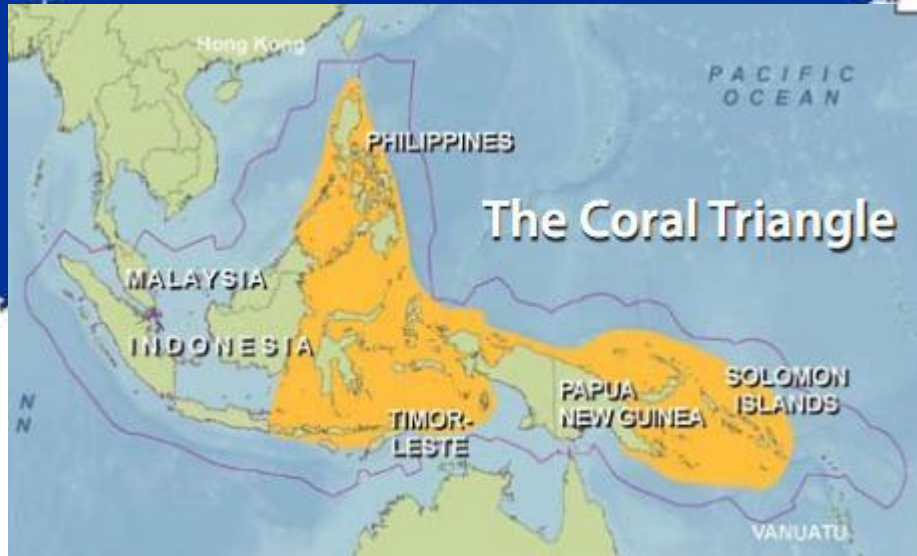 Hong Kong
PACIFIC
OCEAN
PHILIPPINES
The Coral Triangle
MALAYSIA
INDONESIA
PAPUA
NEW GUINEA
SOLOMON
ISLANDS
TIMOR-
LESTE
N
N
VANUATU